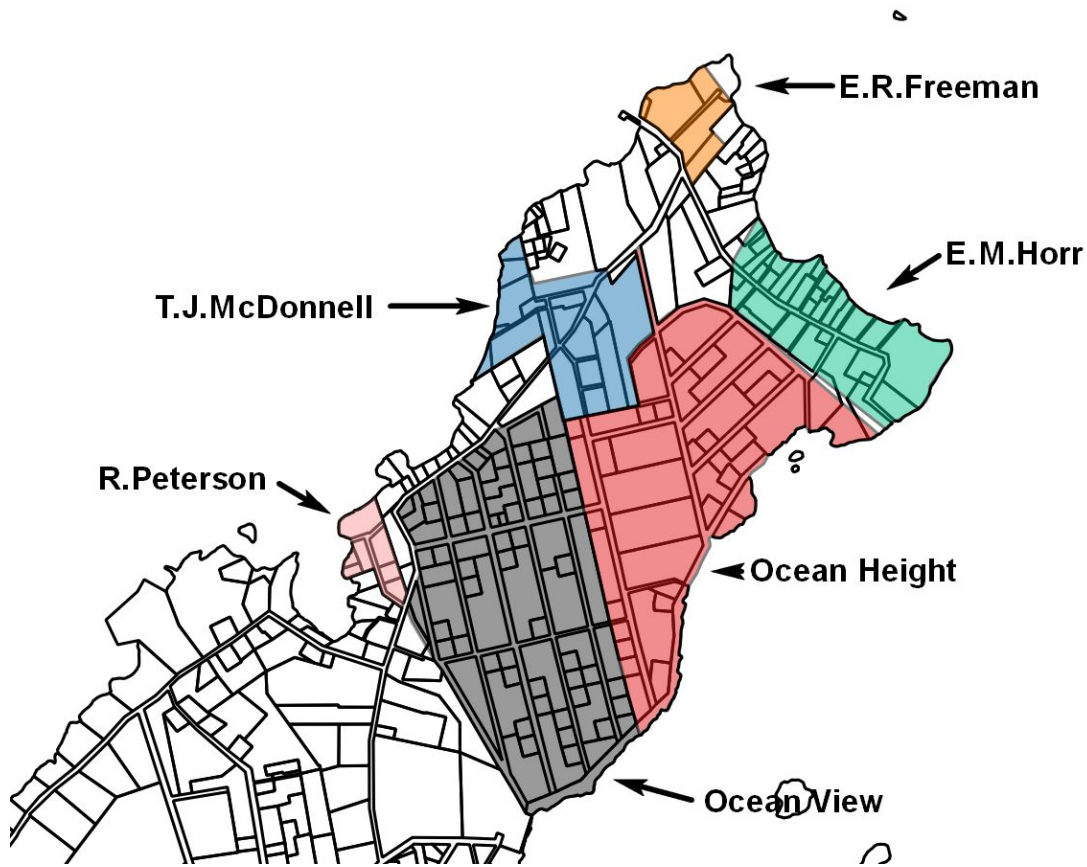 E.R.Freeman
E.M.Horr
T.J.McDonnell
R.Peterson
Ocean Height
Ocean View